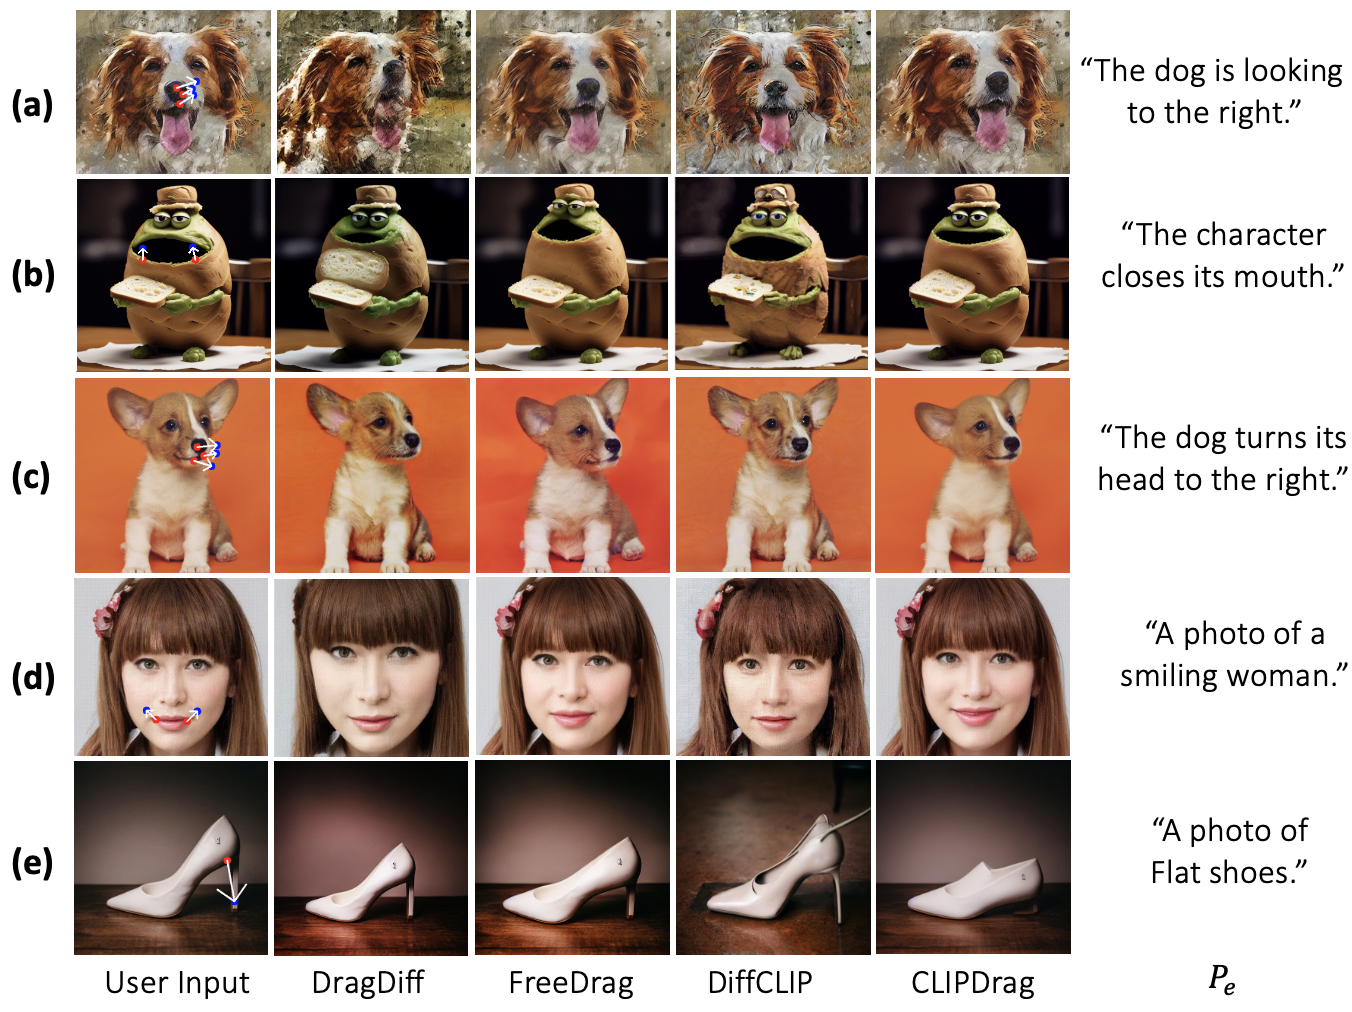 (a)
“The dog is looking
to the right.”
(b)
“The character
closes its mouth.”
(c)
“The dog turns its
head to the right.”
(d)
“A photo of a
smiling woman.”
(e)
“A photo of
Flat shoes.”
User Input
DragDiff
FreeDrag
DiffCLIP
CLIPDrag
Pₑ